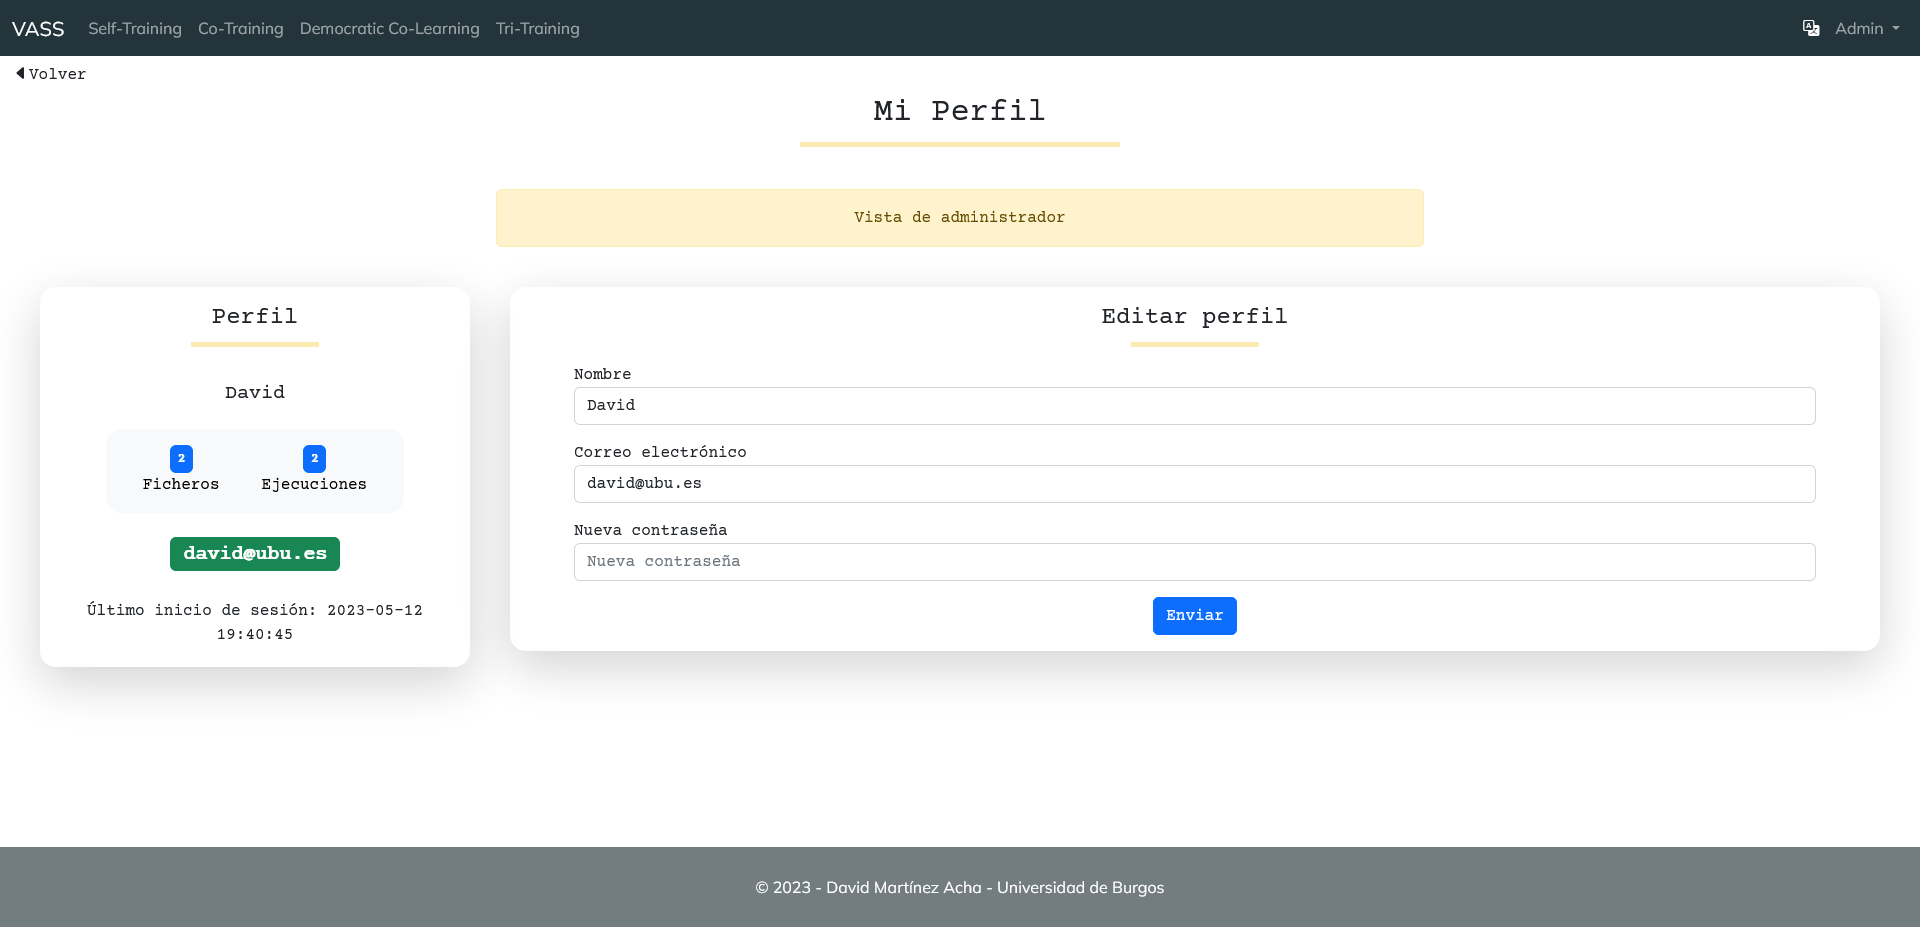 VASS Self-Training Co-Training Democratic Co-Learning Tri-Training Admin
Volver
Mi Perfil
Vista de administrador
Perfil
David
2 2
Ficheros Ejecuciones
david@ubu.es
Último inicio de sesión: 2023-05-12
19:40:45
Editar perfil
Nombre
David
Correo electrónico
david@ubu.es
Nueva contraseña
Nueva contraseña
Enviar
© 2023 - David Martínez Acha - Universidad de Burgos